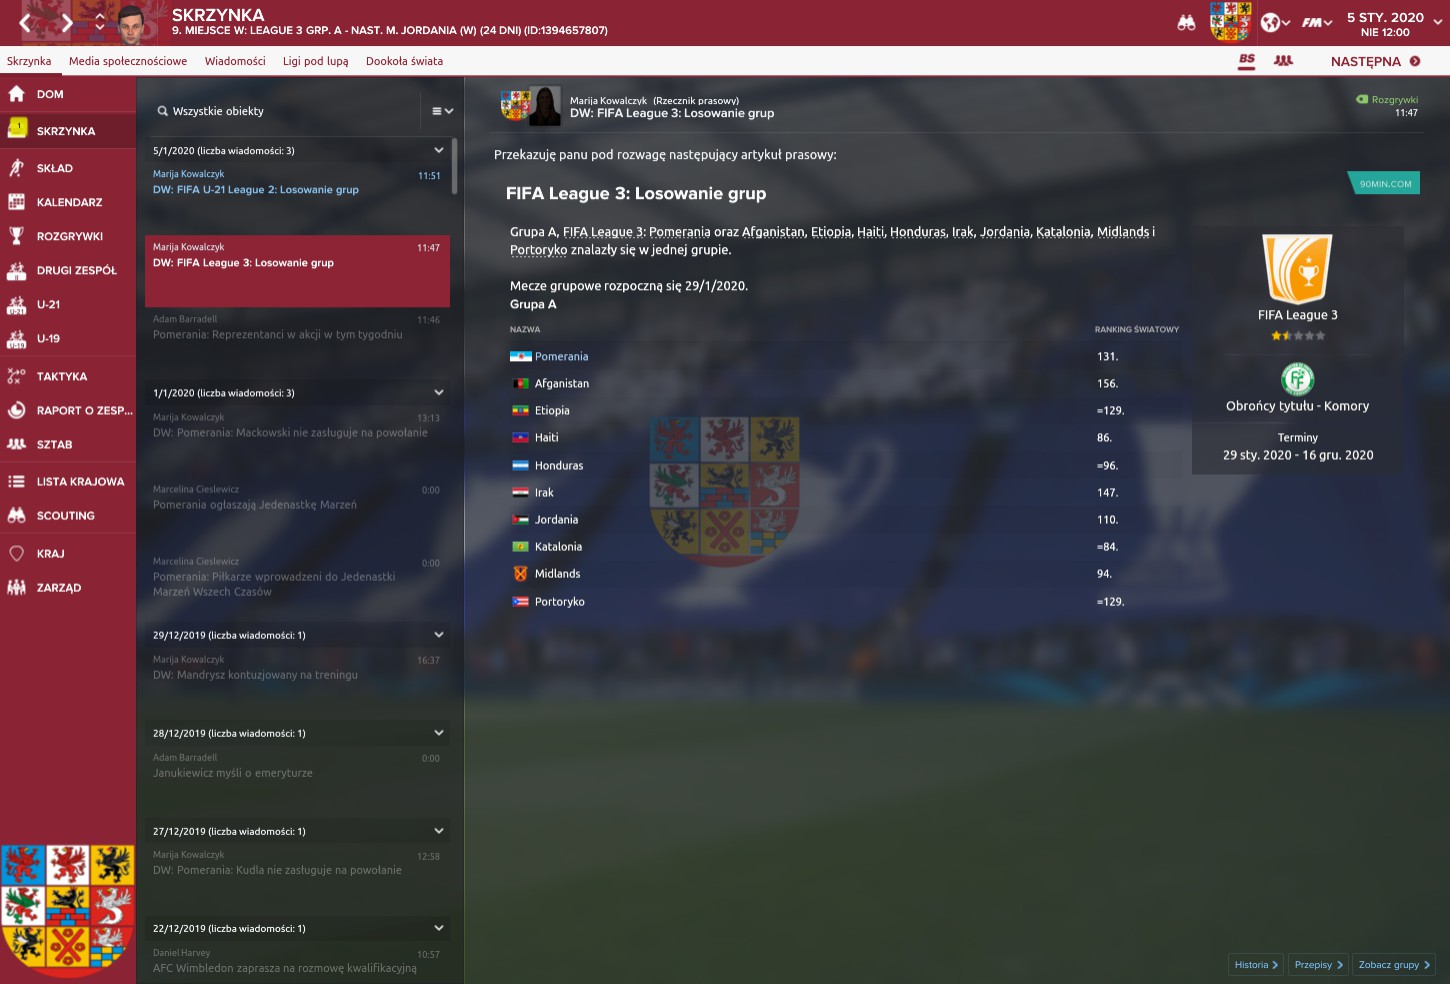 SKRZYNKA
9. MIEJSCE W: LEAGUE 3 GRP. A - NAST. M. JORDANIA (W) (24 DNI) (ID:1394657807)
FM
5 STY. 2020
NIE 12:00
Skrzynka Media społecznościowe Wiadomości Ligi pod lupą Dookoła świata
BS
NASTĘPNA
DOM
1
SKRZYNKA
SKŁAD
KALENDARZ
ROZGRYWKI
DRUGI ZESPÓŁ
U-21
U-21
U-19
U-19
TAKTYKA
RAPORT O ZESP...
SZTAB
LISTA KRAJOWA
SCOUTING
KRAJ
ZARZĄD
Wszystkie obiekty
5/1/2020 (liczba wiadomości: 3)
Marija Kowalczyk 11:51
DW: FIFA U-21 League 2: Losowanie grup
Marija Kowalczyk 11:47
DW: FIFA League 3: Losowanie grup
Adam Barradell 11:46
Pomerania: Reprezentanci w akcji w tym tygodniu
1/1/2020 (liczba wiadomości: 3)
Marija Kowalczyk 13:13
DW: Pomerania: Mackowski nie zasługuje na powołanie
Marcelina Cieslewicz 0:00
Pomerania ogłaszają Jedenastkę Marzeń
Marcelina Cieslewicz 0:00
Pomerania: Piłkarze wprowadzeni do Jedenastki
Marzeń Wszech Czasów
29/12/2019 (liczba wiadomości: 1)
Marija Kowalczyk 16:37
DW: Mandrysz kontuzjowany na treningu
28/12/2019 (liczba wiadomości: 1)
Adam Barradell 0:00
Janukiewicz myśli o emeryturze
27/12/2019 (liczba wiadomości: 1)
Marija Kowalczyk 12:58
DW: Pomerania: Kudla nie zasługuje na powołanie
22/12/2019 (liczba wiadomości: 1)
Daniel Harvey 10:57
AFC Wimbledon zaprasza na rozmowę kwalifikacyjną
Marija Kowalczyk (Rzecznik prasowy)
DW: FIFA League 3: Losowanie grup
Rozgrywki
11:47
Przekazuję panu pod rozwagę następujący artykuł prasowy:
FIFA League 3: Losowanie grup
90MIN.COM
Grupa A, FIFA League 3: Pomerania oraz Afganistan, Etiopia, Haiti, Honduras, Irak, Jordania, Katalonia, Midlands i
Portoryko znalazły się w jednej grupie.
Mecze grupowe rozpoczną się 29/1/2020.
Grupa A
NAZWA RANKING ŚWIATOWY
Pomerania 131.
Afganistan 156.
Etiopia =129.
Haiti 86.
Honduras =96.
Irak 147.
Jordania 110.
Katalonia =84.
Midlands 94.
Portoryko =129.
FIFA League 3
Obrońcy tytułu - Komory
Terminy
29 sty. 2020 - 16 gru. 2020
Historia Przepisy Zobacz grupy